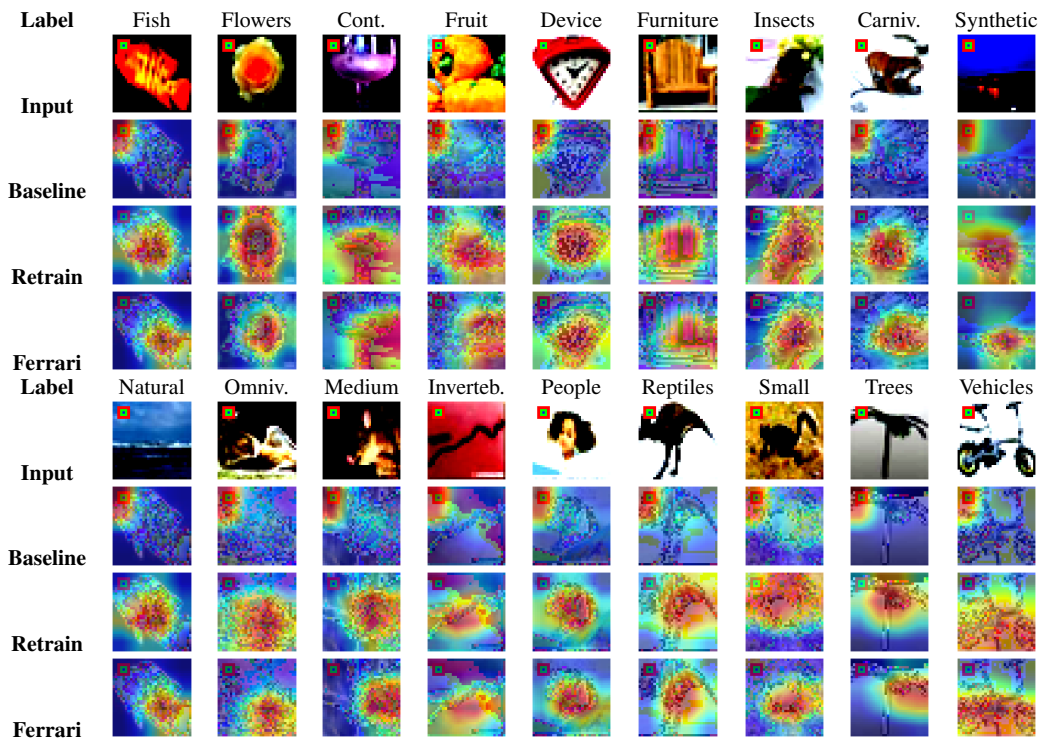 Label Fish Flowers Cont. Fruit Device Furniture Insects Carniv. Synthetic
Input
Baseline
Retrain
Ferrari
Label Natural Omniv. Medium Inverteb. People Reptiles Small Trees Vehicles
Input
Baseline
Retrain
Ferrari